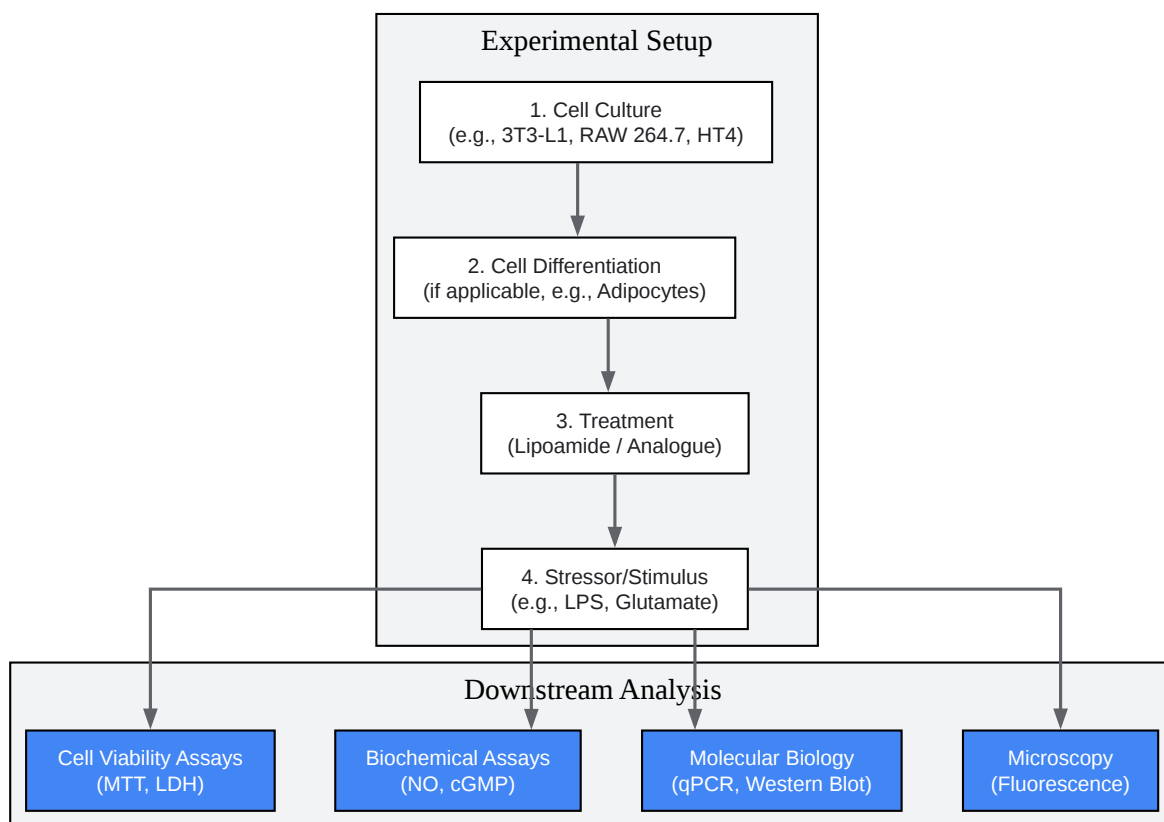 Experimental Setup
1. Cell Culture
(e.g., 3T3-L1, RAW 264.7, HT4)
2. Cell Differentiation
(if applicable, e.g., Adipocytes)
3. Treatment
(Lipoamide / Analogue)
4. Stressor/Stimulus
(e.g., LPS, Glutamate)
Downstream Analysis
Cell Viability Assays
(MTT, LDH)
Biochemical Assays
(NO, cGMP)
Molecular Biology
(qPCR, Western Blot)
Microscopy
(Fluorescence)